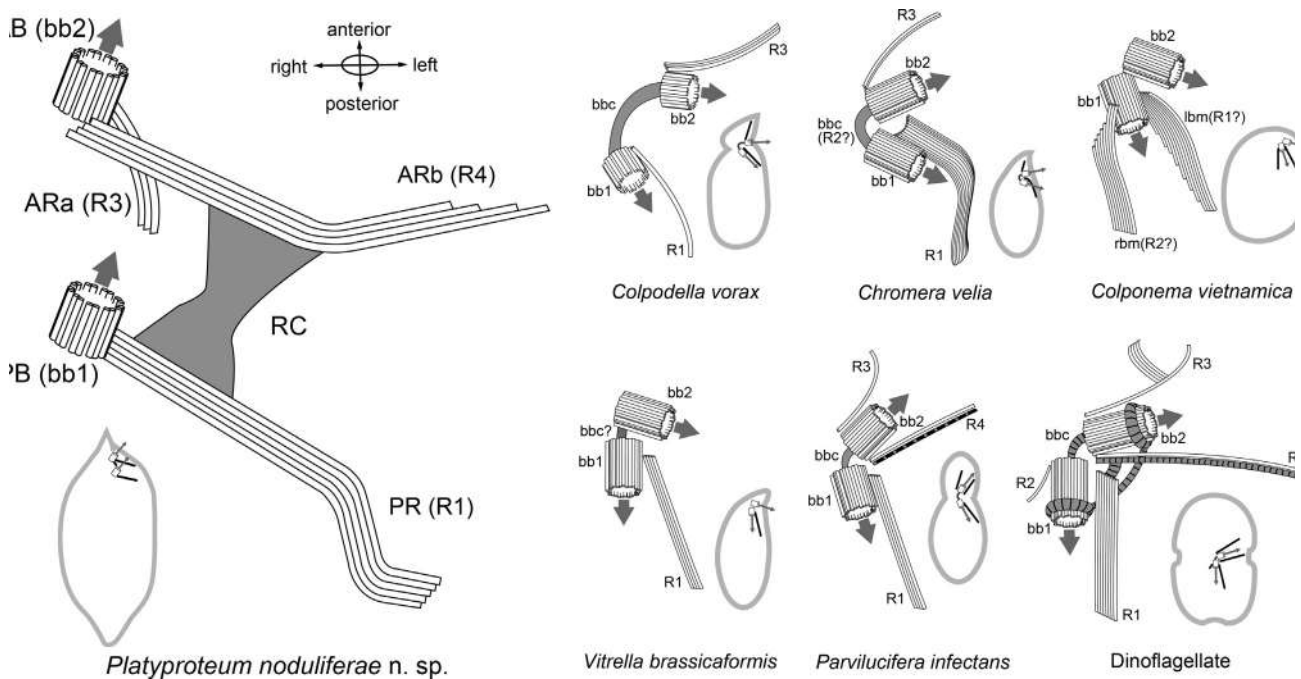 .B (bb2)
anterior
right
left
posterior
ARb (R4)
ARa (R3)
RC
PB (bb1)
PR (R1)
Platyproteum noduliferae n. sp.
R3
bbc
bb2
bb1
R1
Colpodella vorax
R3
bb2
bbc
(R2?)
bb1
R1
Chromera velia
bb2
bb1
lbm(R1?)
rbm(R2?)
Colponema vietnamica
bb2
bbc?
bb1
R1
Vitrella brassicaformis
R3
bb2
R4
bbc
bb1
R1
Parvilucifera infectans
R3
bbc
bb2
R
R2
bb1
R1
Dinoflagellate